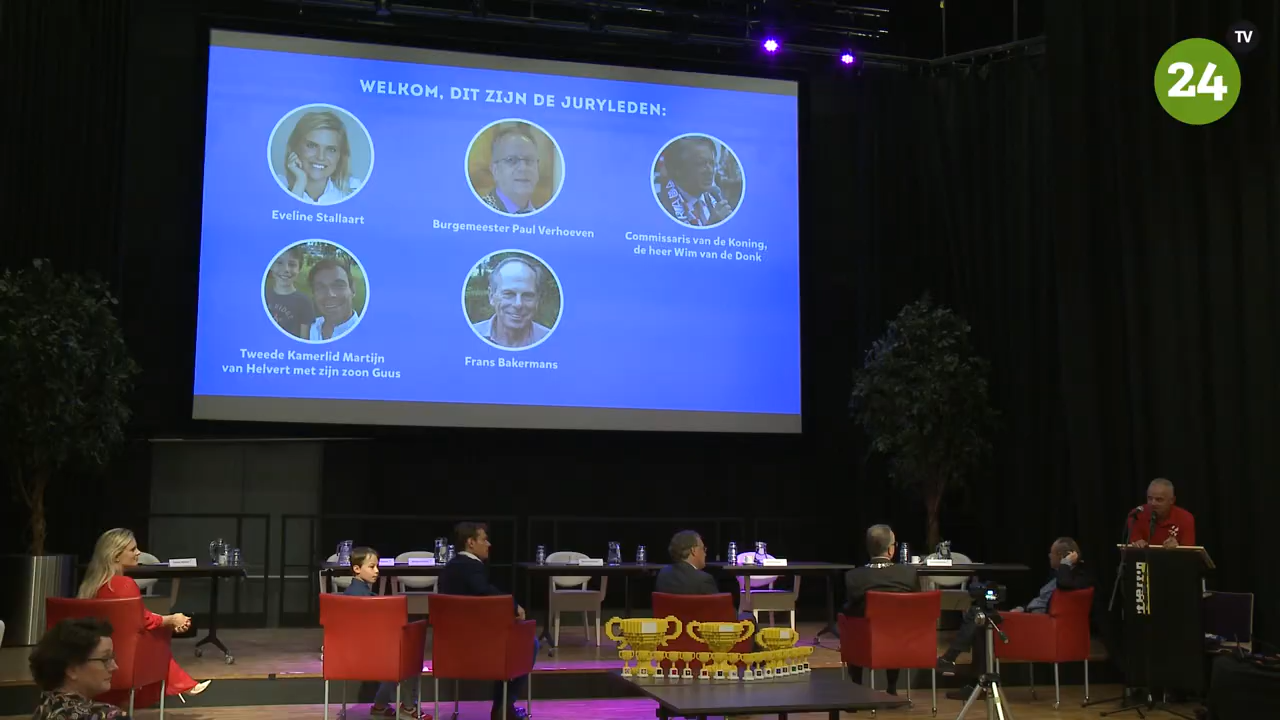 WELKOM, DIT ZIJN DE JURYLEDEN:
Eveline Stallaart
Burgemeester Paul Verhoeven
Commissaris van de Koning,
de heer Wim van de Donk
Tweede Kamerlid Martijn
van Helvert met zijn zoon Guus
Frans Bakermans
24
TV